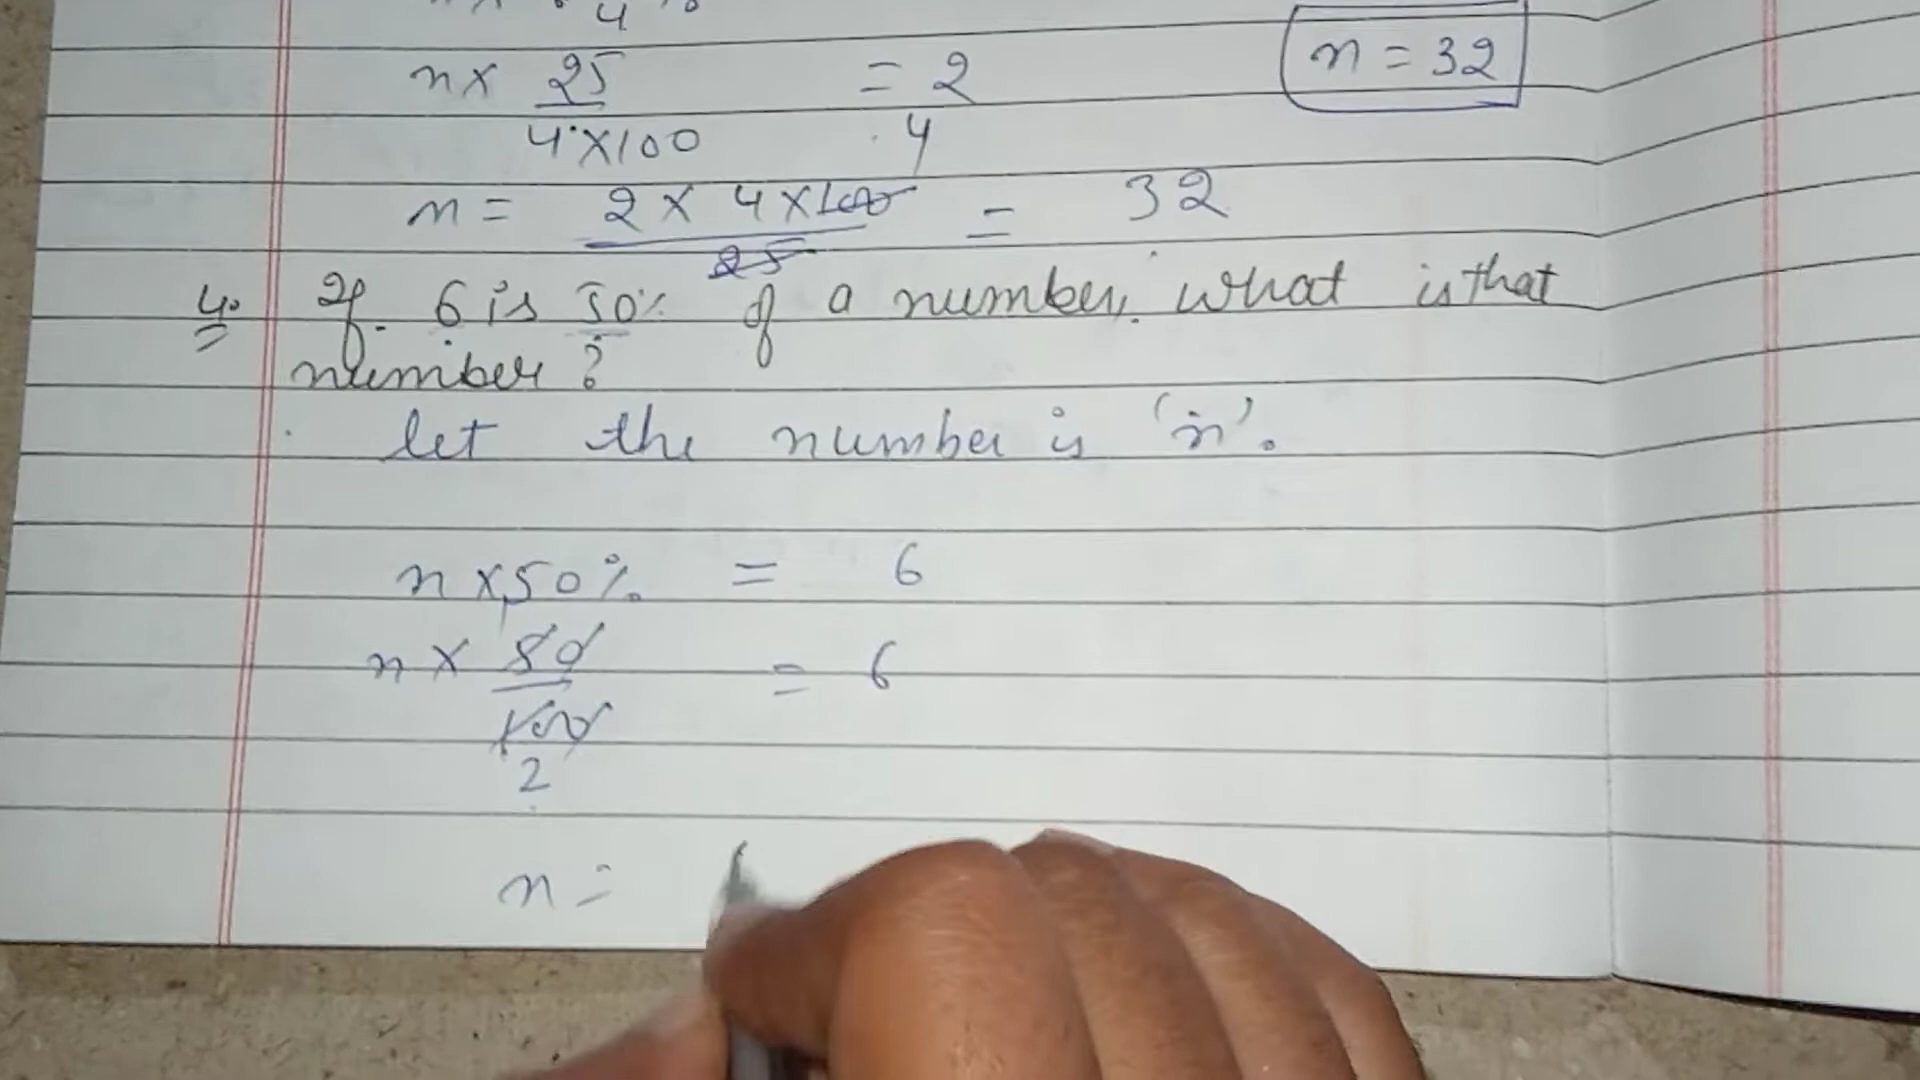 4
n x 25 = 2
4 x 100 4
n = 32
n = 2 x 4 x 100 = 32
25
4. If 6 is 50% of a number, what is that
number ?
let the number is 'n'.
n x 50% = 6
n x 50 = 6
100
2
n =